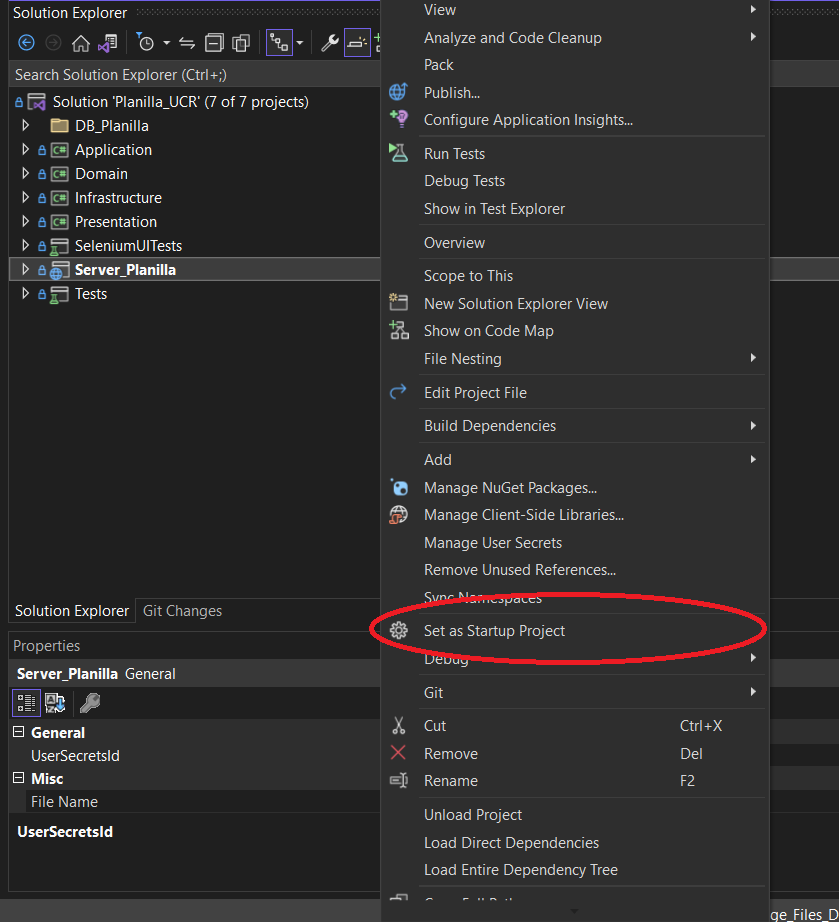 Solution Explorer
Search Solution Explorer (Ctrl+;)
Solution 'Planilla_UCR' (7 of 7 projects)
DB_Planilla
Application
Domain
Infrastructure
Presentation
SeleniumUITests
Server_Planilla
Tests
Solution Explorer
Git Changes
Properties
Server_Planilla General
General
UserSecretsId
Misc
File Name
UserSecretsId
View
Analyze and Code Cleanup
Pack
Publish...
Configure Application Insights...
Run Tests
Debug Tests
Show in Test Explorer
Overview
Scope to This
New Solution Explorer View
Show on Code Map
File Nesting
Edit Project File
Build Dependencies
Add
Manage NuGet Packages...
Manage Client-Side Libraries...
Manage User Secrets
Remove Unused References...
Sync Namespaces
Set as Startup Project
Debug
Git
Cut Ctrl+X
Remove Del
Rename F2
Unload Project
Load Direct Dependencies
Load Entire Dependency Tree
ge_Files_D